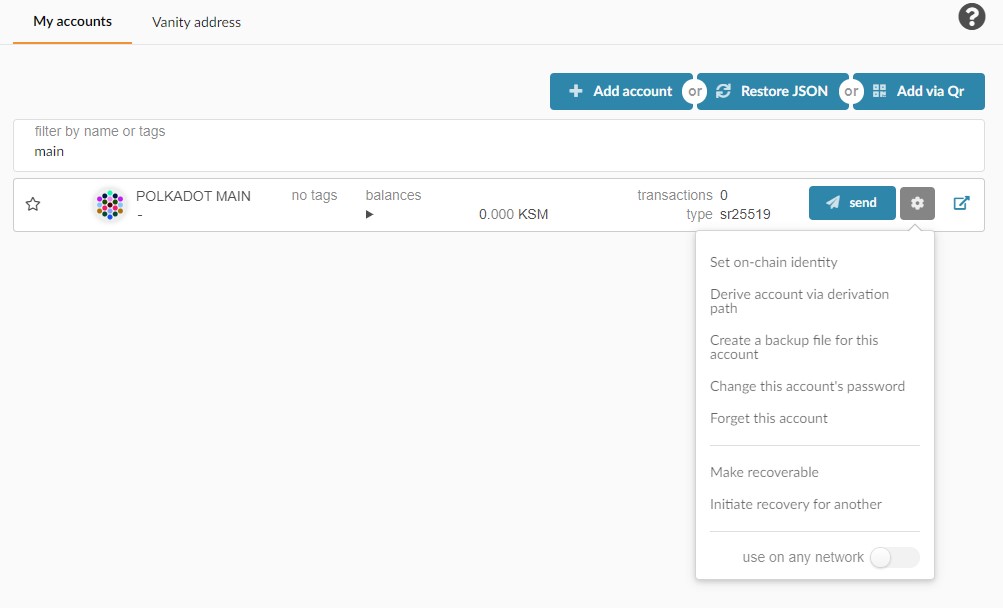 My accounts Vanity address ?
Add account or Restore JSON or Add via Qr
filter by name or tags
main
POLKADOT MAIN no tags balances transactions 0 send
- 0.000 KSM type sr25519
Set on-chain identity
Derive account via derivation
path
Create a backup file for this
account
Change this account's password
Forget this account
Make recoverable
Initiate recovery for another
use on any network